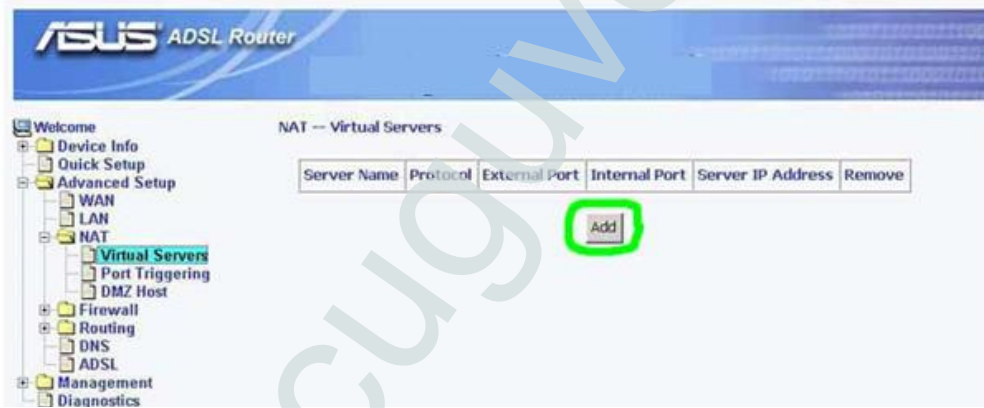 ASUS ADSL Router
Welcome
Device Info
Quick Setup
Advanced Setup
WAN
LAN
NAT
Virtual Servers
Port Triggering
DMZ Host
Firewall
Routing
DNS
ADSL
Management
Diagnostics
NAT -- Virtual Servers
Server Name Protocol External Port Internal Port Server IP Address Remove
Add